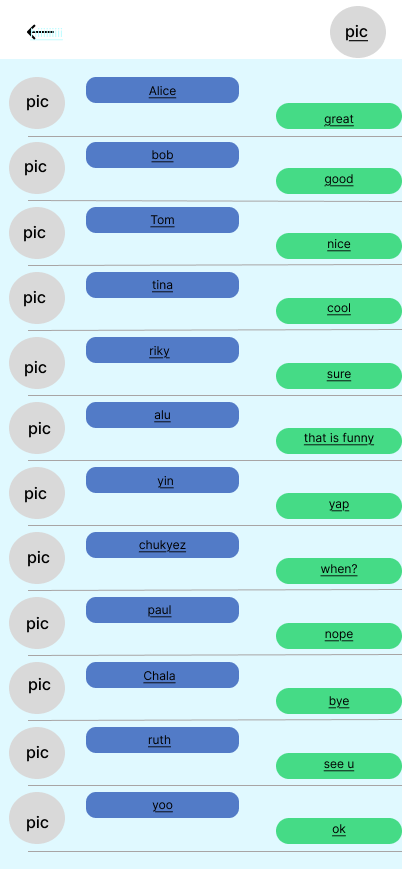 pic
pic
Alice
great
pic
bob
good
pic
Tom
nice
pic
tina
cool
pic
riky
sure
pic
alu
that is funny
pic
yin
yap
pic
chukyez
when?
pic
paul
nope
pic
Chala
bye
pic
ruth
see u
pic
yoo
ok